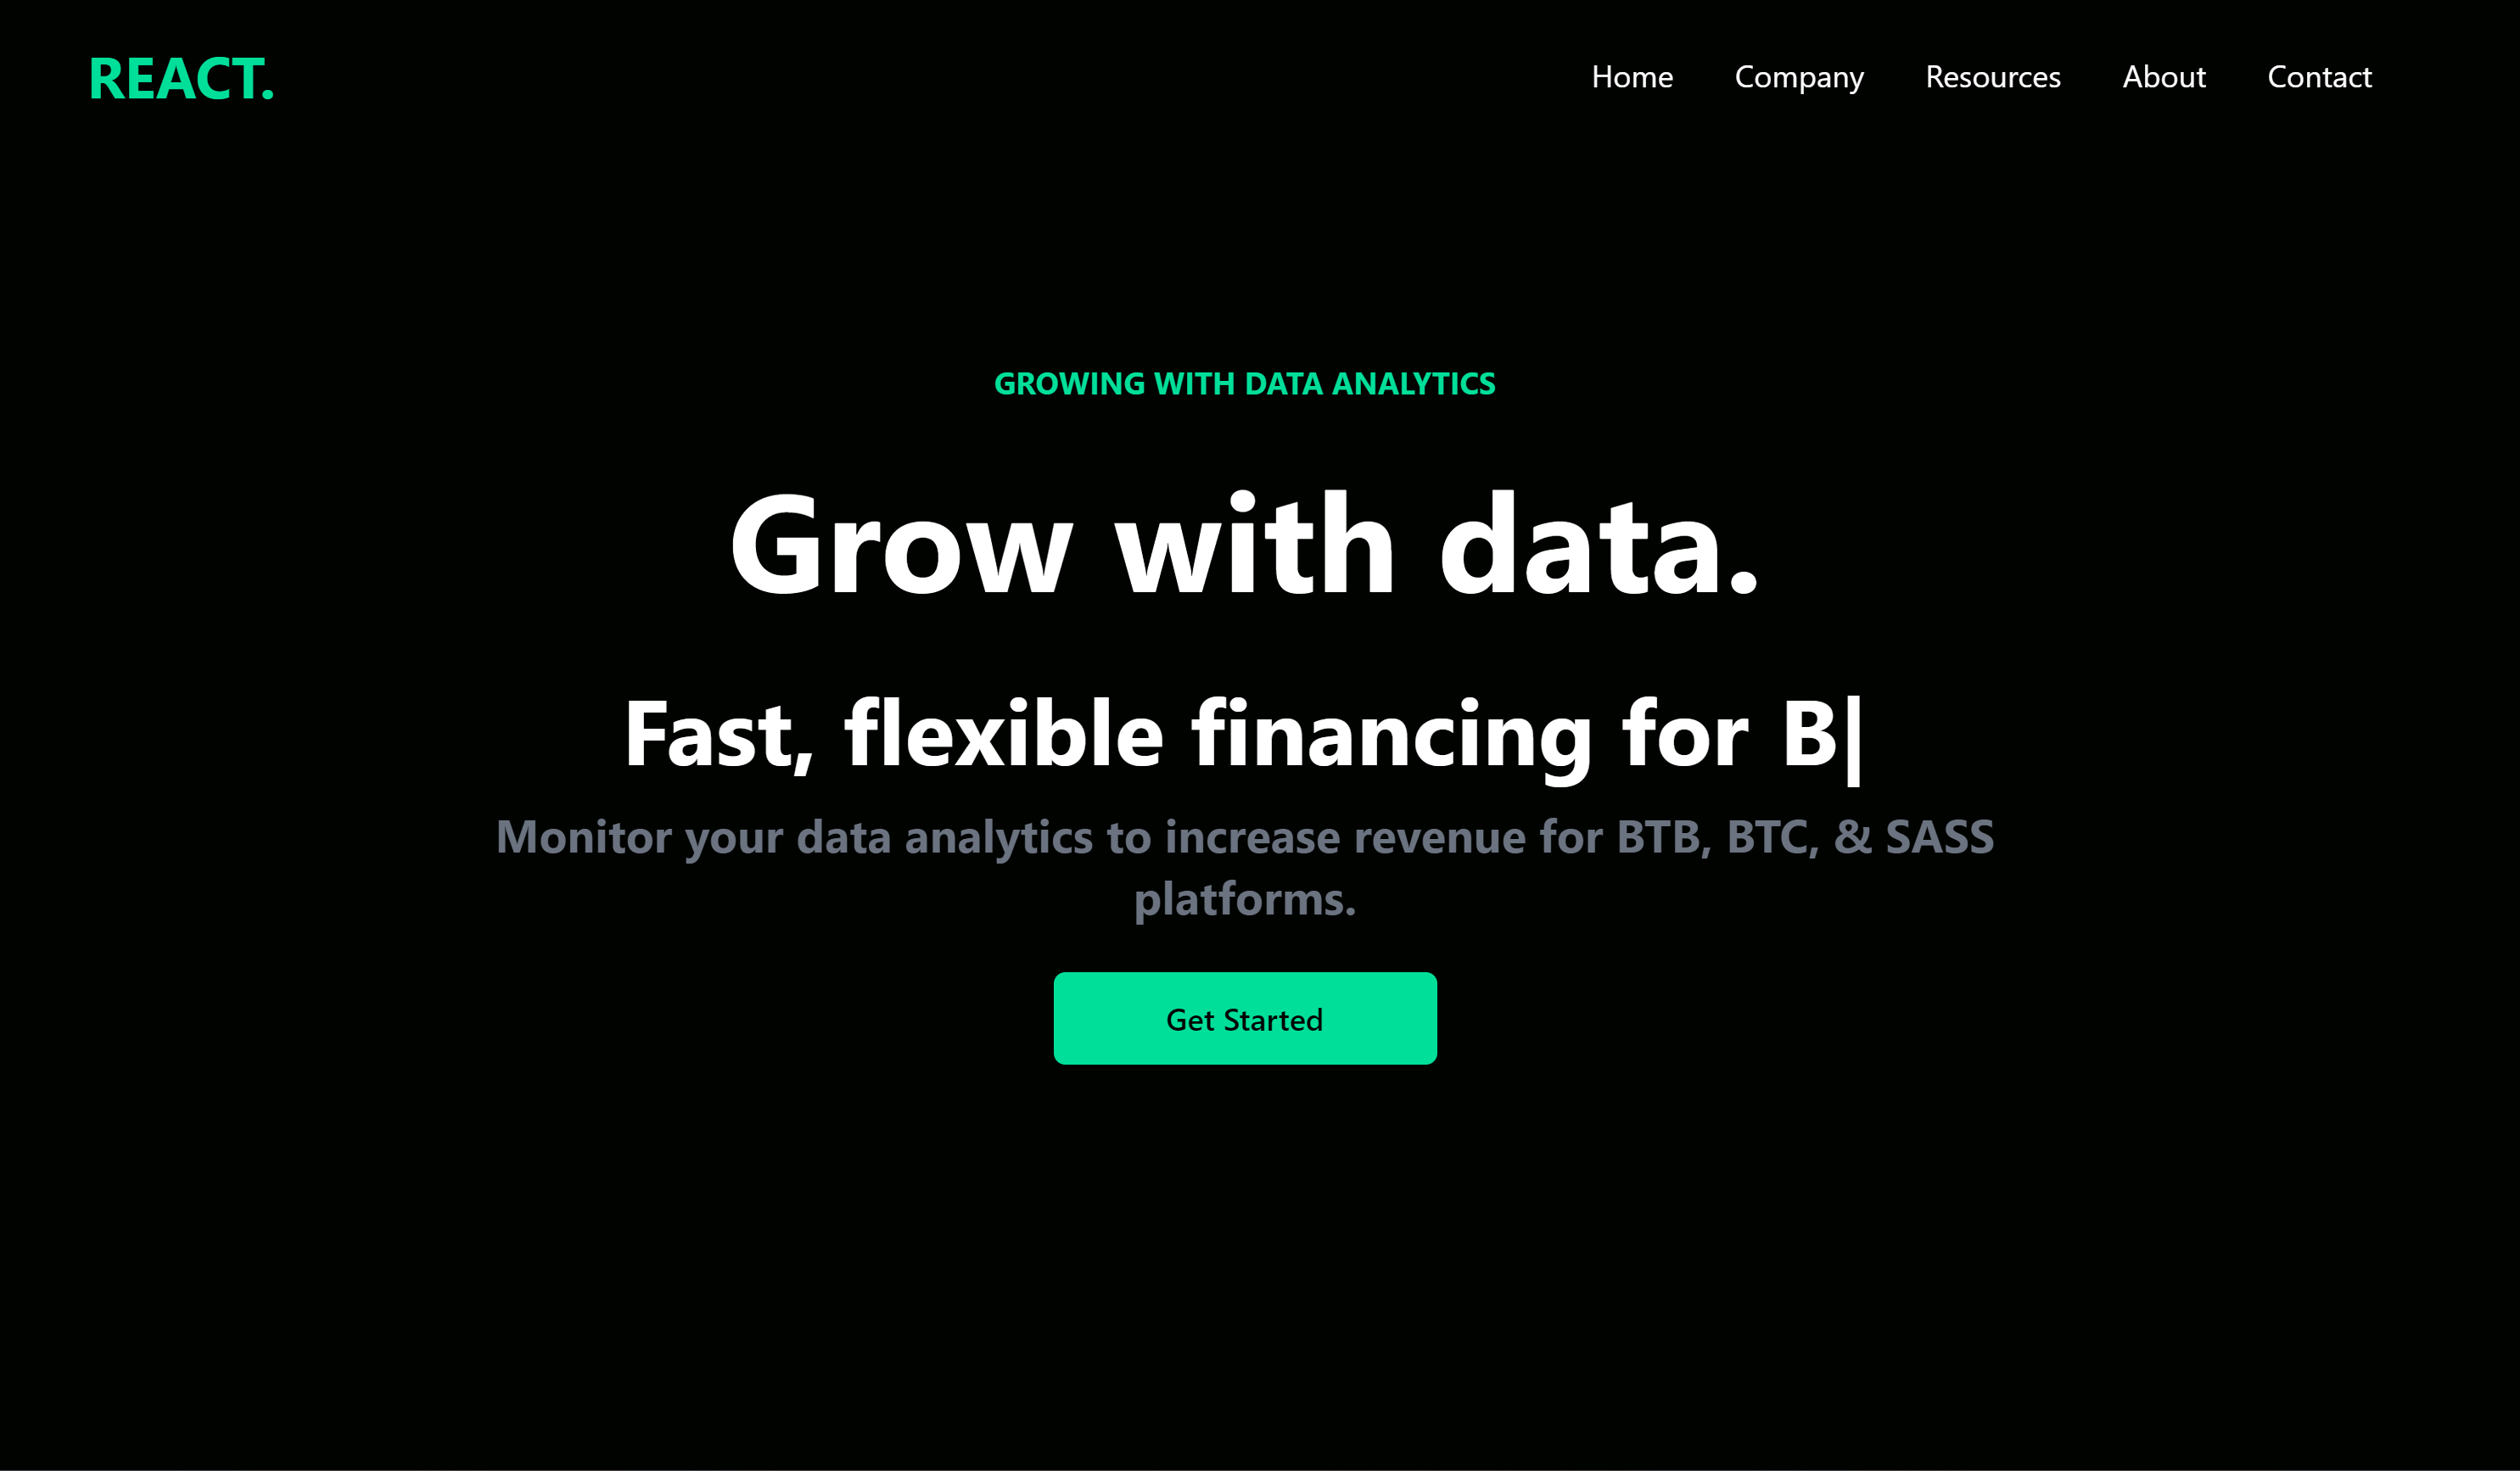 REACT.
Home Company Resources About Contact
GROWING WITH DATA ANALYTICS
Grow with data.
Fast, flexible financing for B|
Monitor your data analytics to increase revenue for BTB, BTC, & SASS
platforms.
Get Started